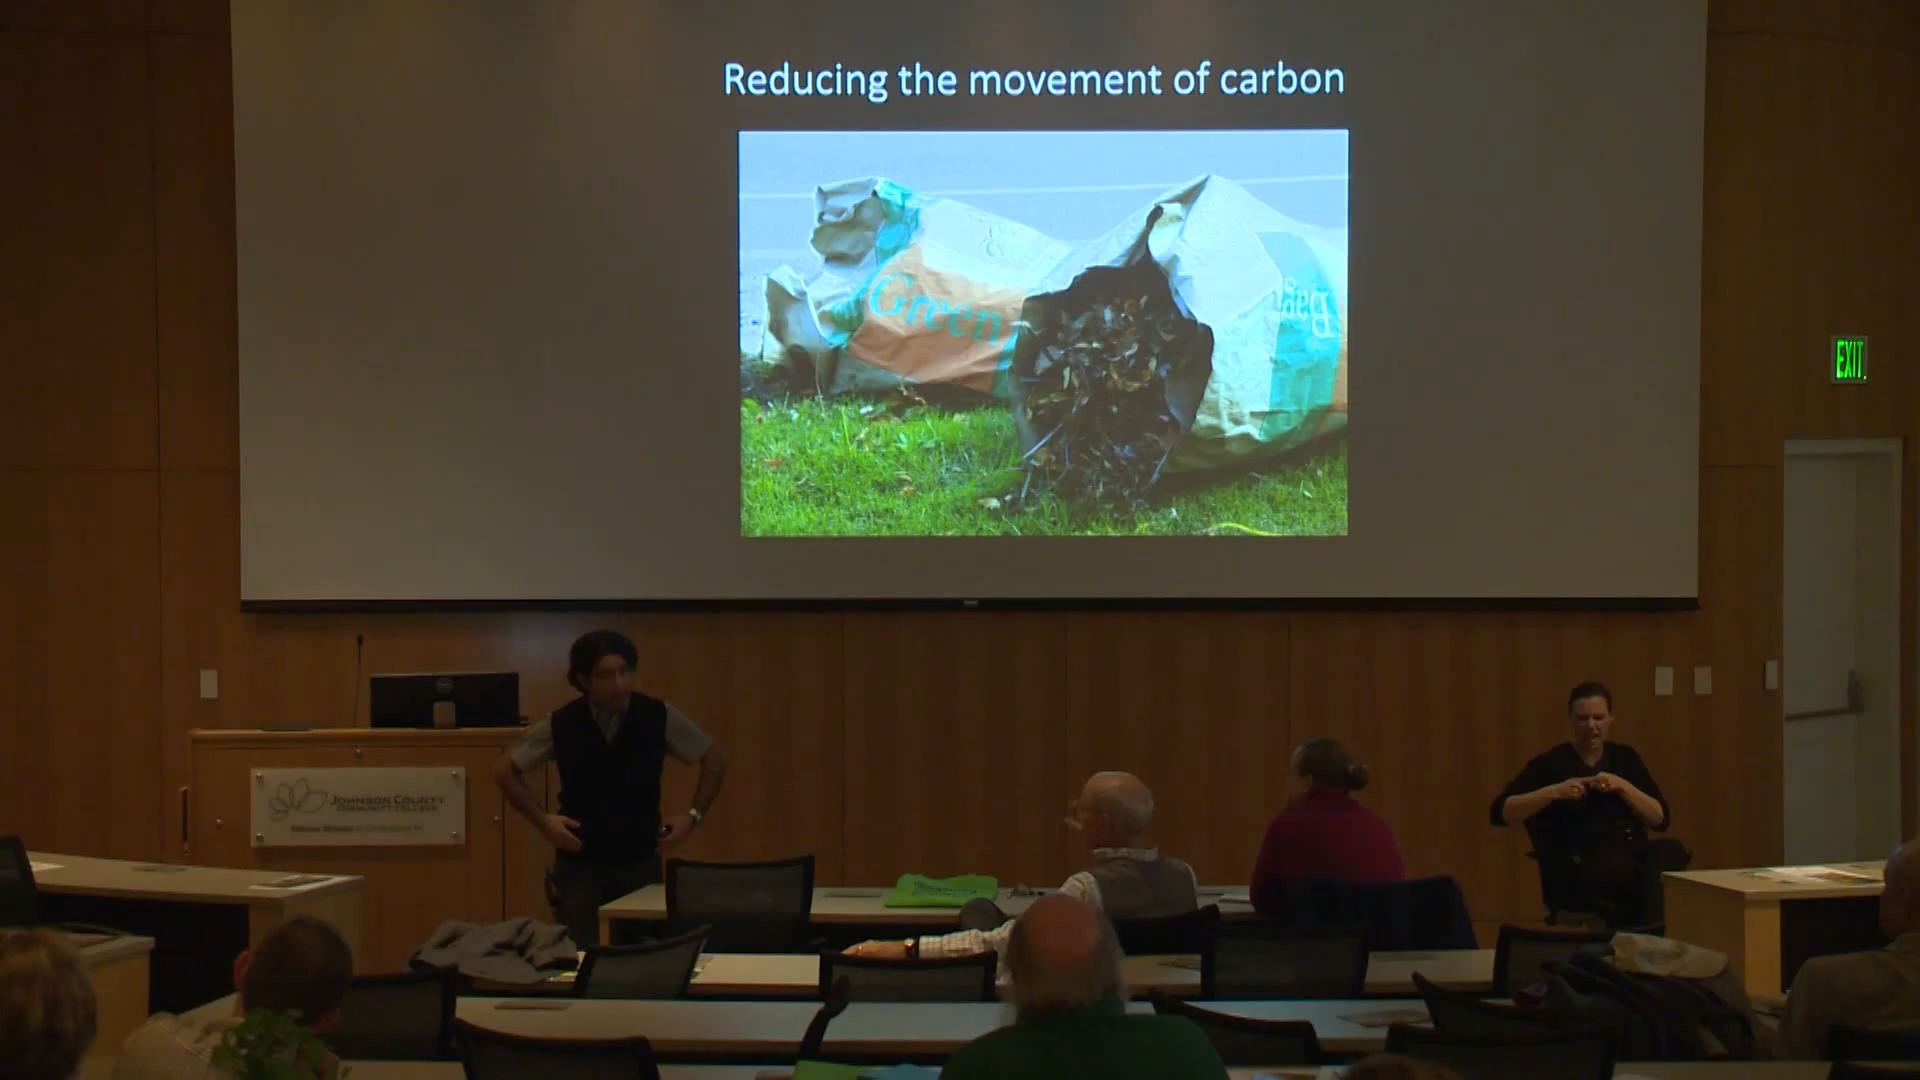 Reducing the movement of carbon
Green
Bag
EXIT
JOHNSON COUNTY
COMMUNITY COLLEGE